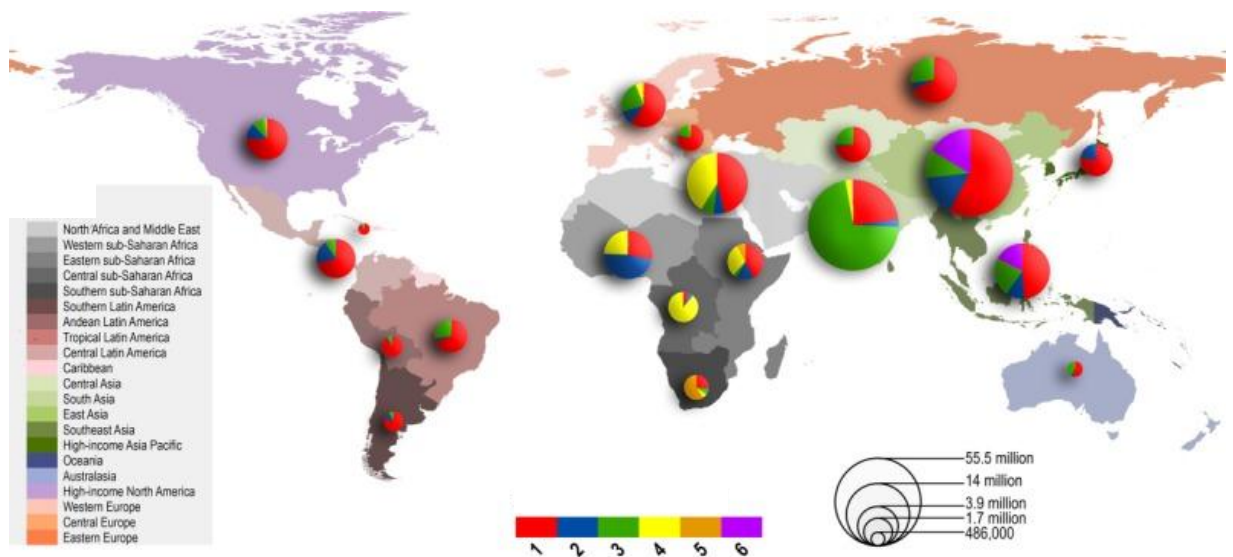 North Africa and Middle East
Western sub-Saharan Africa
Eastern sub-Saharan Africa
Central sub-Saharan Africa
Southern sub-Saharan Africa
Southern Latin America
Andean Latin America
Tropical Latin America
Central Latin America
Caribbean
Central Asia
South Asia
East Asia
Southeast Asia
High-income Asia Pacific
Oceania
Australasia
High-income North America
Western Europe
Central Europe
Eastern Europe
55.5 million
14 million
3.9 million
1.7 million
486,000
1 2 3 4 5 6